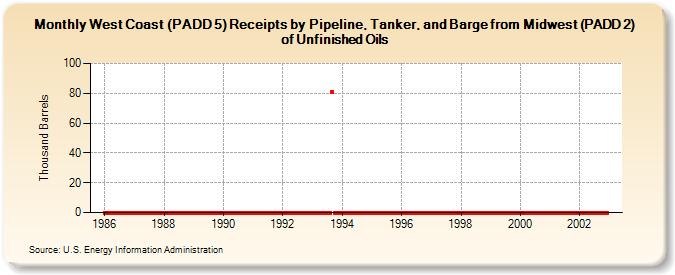 Monthly West Coast (PADD 5) Receipts by Pipeline, Tanker, and Barge from Midwest (PADD 2)
of Unfinished Oils
Thousand Barrels
100
80
60
40
20
0
1986 1988 1990 1992 1994 1996 1998 2000 2002
Source: U.S. Energy Information Administration